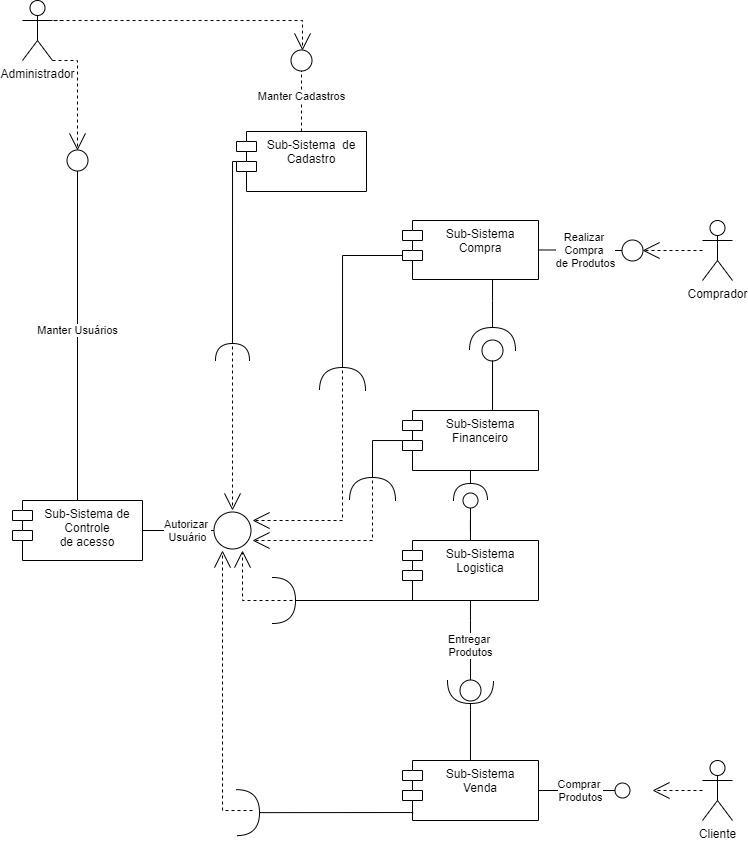 Administrador
Manter Cadastros
Sub-Sistema de
Cadastro
Sub-Sistema
Compra
Realizar
Compra
de Produtos
Comprador
Manter Usuários
Sub-Sistema
Financeiro
Sub-Sistema de
Controle
de acesso
Autorizar
Usuário
Sub-Sistema
Logistica
Entregar
Produtos
Sub-Sistema
Venda
Comprar
Produtos
Cliente